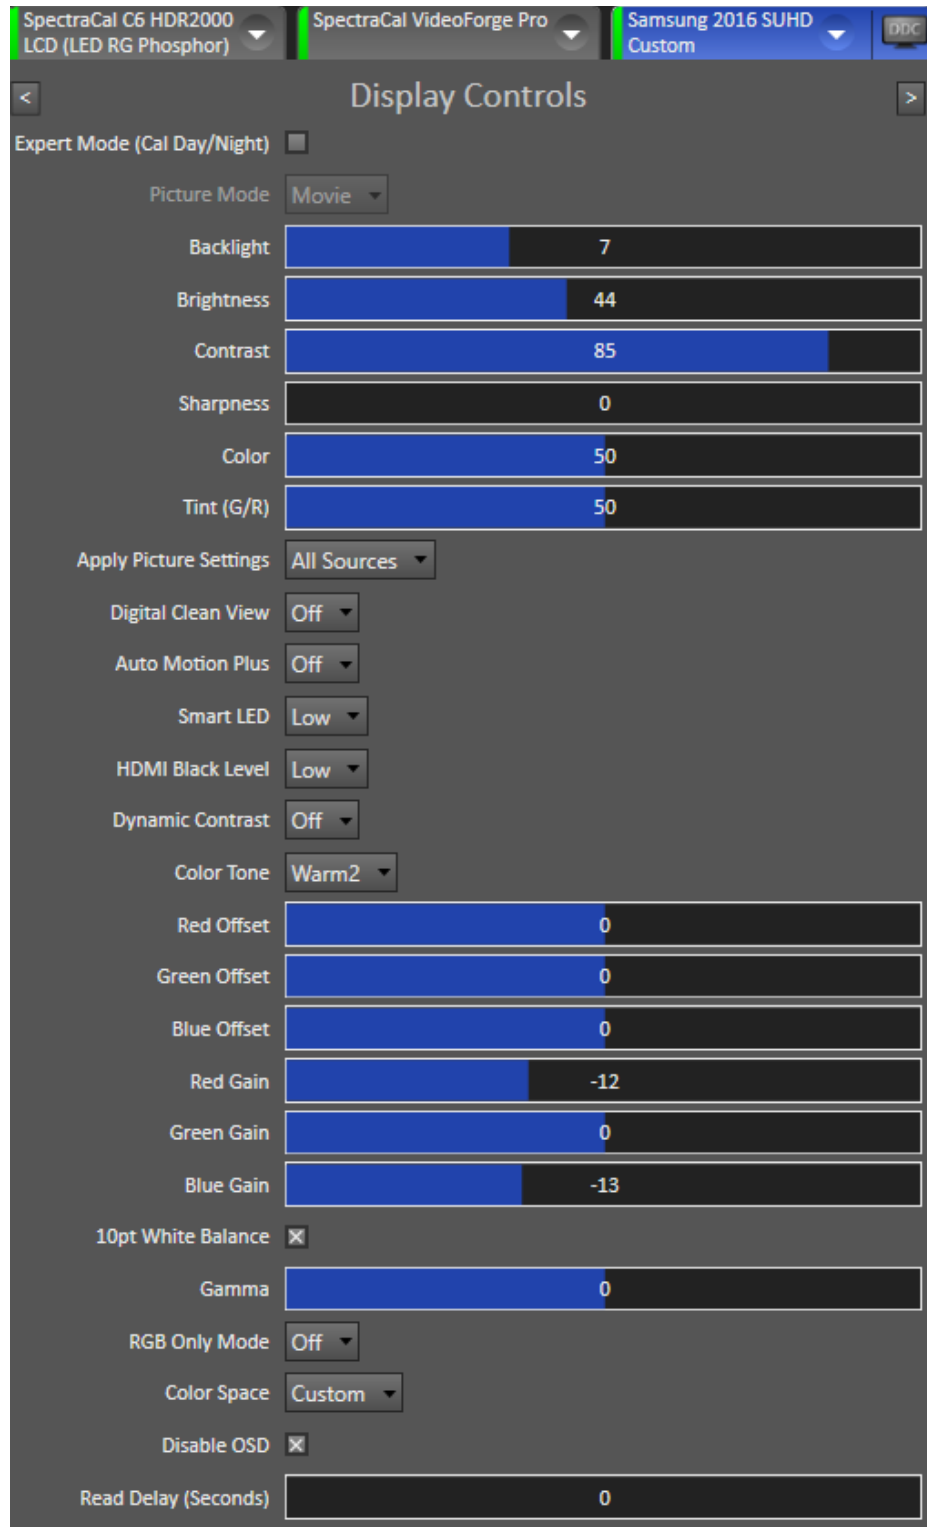 SpectraCal C6 HDR2000
LCD (LED RG Phosphor)
SpectraCal VideoForge Pro
Samsung 2016 SUHD
Custom
DDC
< Display Controls >
Expert Mode (Cal Day/Night)
Picture Mode Movie
Backlight 7
Brightness 44
Contrast 85
Sharpness 0
Color 50
Tint (G/R) 50
Apply Picture Settings All Sources
Digital Clean View Off
Auto Motion Plus Off
Smart LED Low
HDMI Black Level Low
Dynamic Contrast Off
Color Tone Warm2
Red Offset 0
Green Offset 0
Blue Offset 0
Red Gain -12
Green Gain 0
Blue Gain -13
10pt White Balance
Gamma 0
RGB Only Mode Off
Color Space Custom
Disable OSD
Read Delay (Seconds) 0